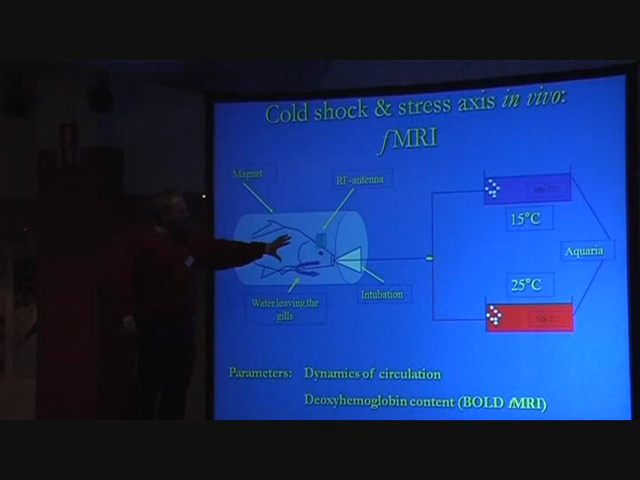 Cold shock & stress axis in vivo:
fMRI
Magnet
RF-antenna
15°C
Aquaria
25°C
Intubation
Water leaving the
gills
Parameters: Dynamics of circulation
Deoxyhemoglobin content (BOLD fMRI)